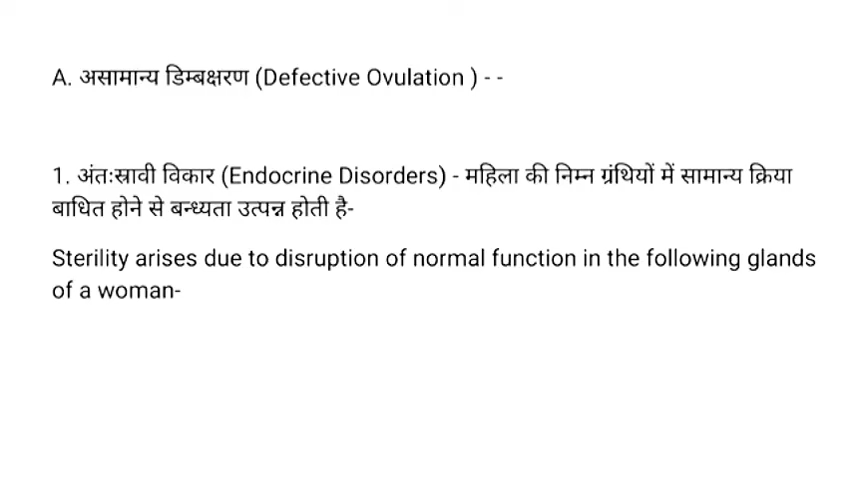 A. असामान्य डिम्बक्षरण (Defective Ovulation ) - -
1. अंतःस्रावी विकार (Endocrine Disorders) - महिला की निम्न ग्रंथियों में सामान्य क्रिया
बाधित होने से बन्ध्यता उत्पन्न होती है-
Sterility arises due to disruption of normal function in the following glands
of a woman-